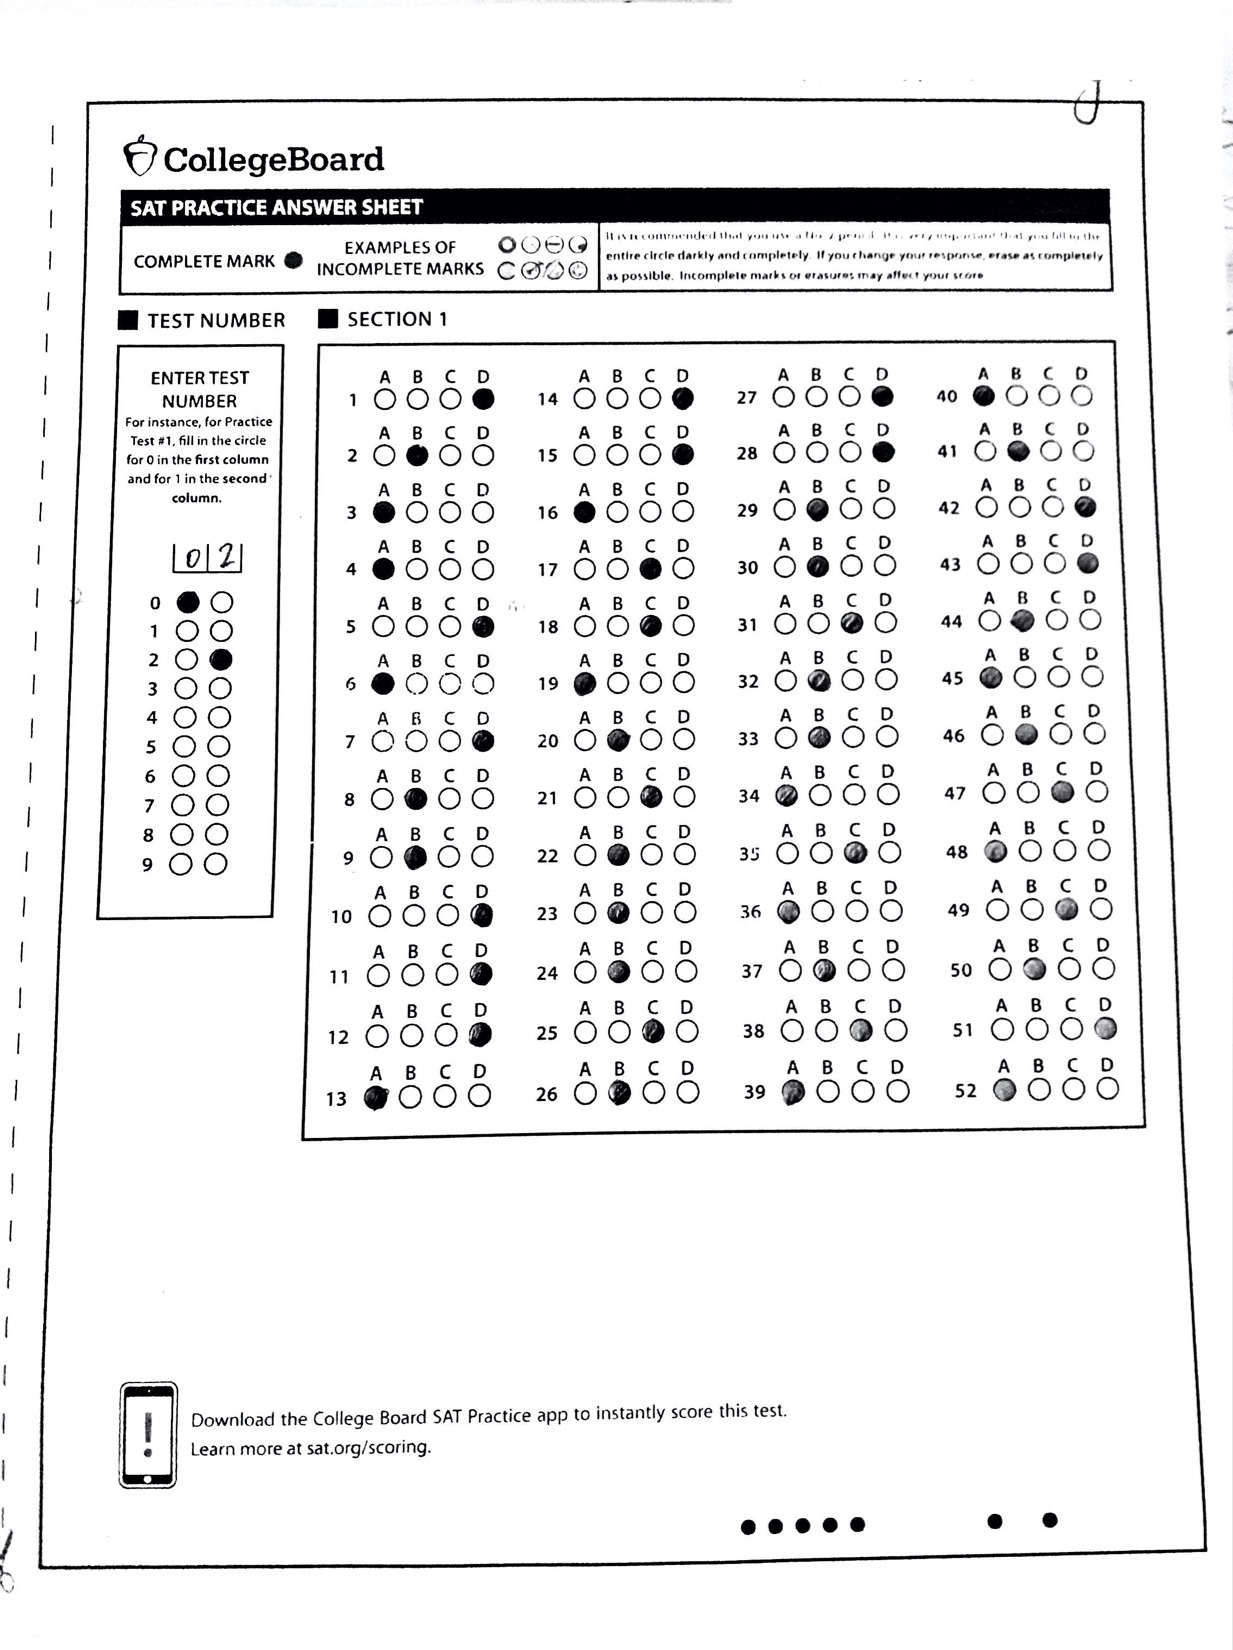 CollegeBoard
SAT PRACTICE ANSWER SHEET
COMPLETE MARK
EXAMPLES OF
INCOMPLETE MARKS
It is recommended that you use a No. 2 pencil. It is very important that you fill in the
entire circle darkly and completely. If you change your response, erase as completely
as possible. Incomplete marks or erasures may affect your score
TEST NUMBER
ENTER TEST
NUMBER
For instance, for Practice
Test #1, fill in the circle
for 0 in the first column
and for 1 in the second
column.
0 2
0
1
2
3
4
5
6
7
8
9
SECTION 1
A B C D
1
A B C D
2
A B C D
3
A B C D
4
A B C D
5
A B C D
6
A B C D
7
A B C D
8
A B C D
9
A B C D
10
A B C D
11
A B C D
12
A B C D
13
A B C D
14
A B C D
15
A B C D
16
A B C D
17
A B C D
18
A B C D
19
A B C D
20
A B C D
21
A B C D
22
A B C D
23
A B C D
24
A B C D
25
A B C D
26
A B C D
27
A B C D
28
A B C D
29
A B C D
30
A B C D
31
A B C D
32
A B C D
33
A B C D
34
A B C D
35
A B C D
36
A B C D
37
A B C D
38
A B C D
39
A B C D
40
A B C D
41
A B C D
42
A B C D
43
A B C D
44
A B C D
45
A B C D
46
A B C D
47
A B C D
48
A B C D
49
A B C D
50
A B C D
51
A B C D
52
Download the College Board SAT Practice app to instantly score this test.
Learn more at sat.org/scoring.